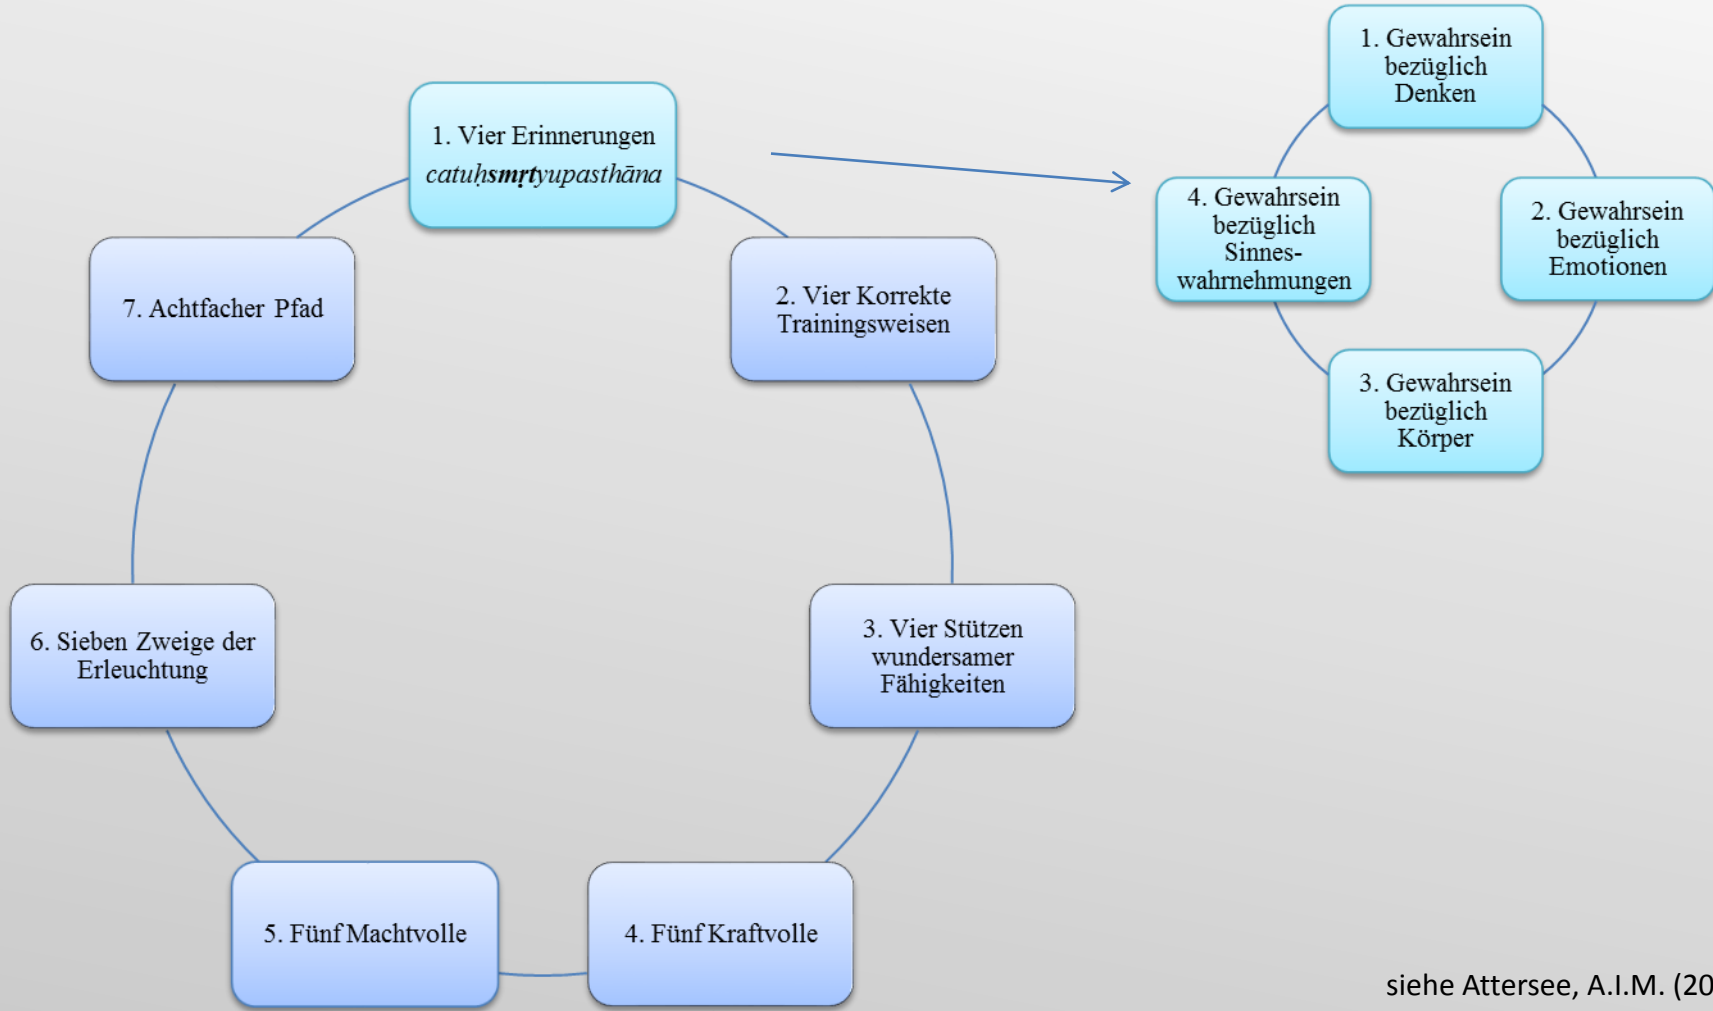 1. Vier Erinnerungen
catuḥsmṛtyupasthāna
2. Vier Korrekte
Trainingsweisen
3. Vier Stützen
wundersamer
Fähigkeiten
4. Fünf Kraftvolle
5. Fünf Machtvolle
6. Sieben Zweige der
Erleuchtung
7. Achtfacher Pfad
1. Gewahrsein
bezüglich
Denken
2. Gewahrsein
bezüglich
Emotionen
3. Gewahrsein
bezüglich
Körper
4. Gewahrsein
bezüglich
Sinnes-
wahrnehmungen
siehe Attersee, A.I.M. (20